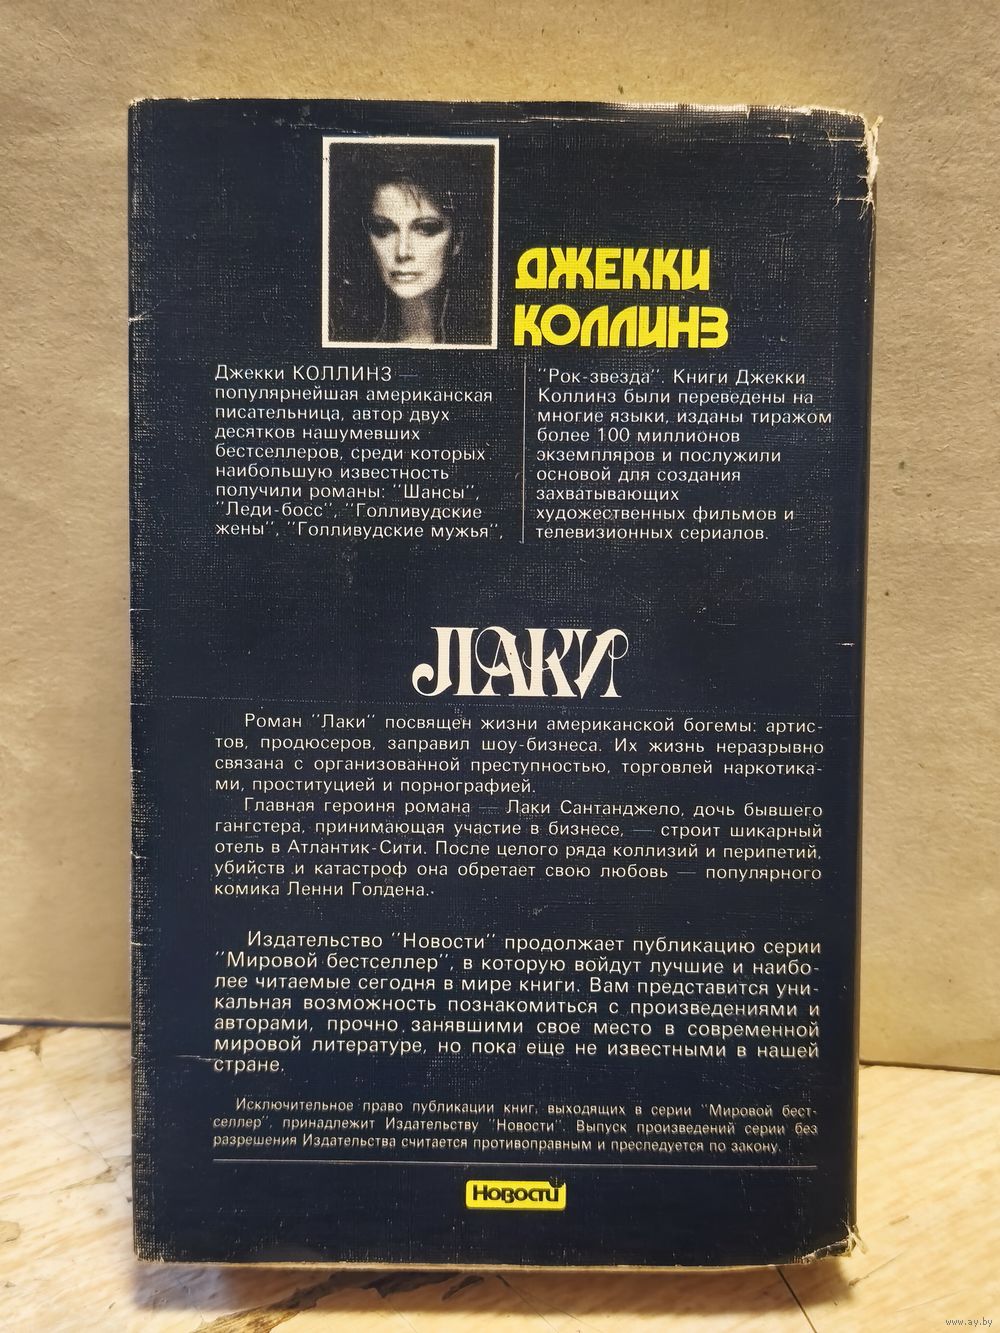 ДЖЕККИ
КОЛЛИНЗ
Джекки КОЛЛИНЗ —
популярнейшая американская
писательница, автор двух
десятков нашумевших
бестселлеров, среди которых
наибольшую известность
получили романы: "Шансы",
"Леди-босс", "Голливудские
жены", "Голливудские мужья",
"Рок-звезда". Книги Джекки
Коллинз были переведены на
многие языки, изданы тиражом
более 100 миллионов
экземпляров и послужили
основой для создания
захватывающих
художественных фильмов и
телевизионных сериалов.
ЛАКИ
Роман "Лаки" посвящен жизни американской богемы: артис-
тов, продюсеров, заправил шоу-бизнеса. Их жизнь неразрывно
связана с организованной преступностью, торговлей наркотика-
ми, проституцией и порнографией.
Главная героиня романа — Лаки Сантанджело, дочь бывшего
гангстера, принимающая участие в бизнесе, — строит шикарный
отель в Атлантик-Сити. После целого ряда коллизий и перипетий,
убийств и катастроф она обретает свою любовь — популярного
комика Ленни Голдена.
Издательство "Новости" продолжает публикацию серии
"Мировой бестселлер", в которую войдут лучшие и наибо-
лее читаемые сегодня в мире книги. Вам представится уни-
кальная возможность познакомиться с произведениями и
авторами, прочно занявшими свое место в современной
мировой литературе, но пока еще не известными в нашей
стране.
Исключительное право публикации книг, выходящих в серии "Мировой бест-
селлер", принадлежит Издательству "Новости". Выпуск произведений серии без
разрешения Издательства считается противоправным и преследуется по закону.
Новости
www.ay.by